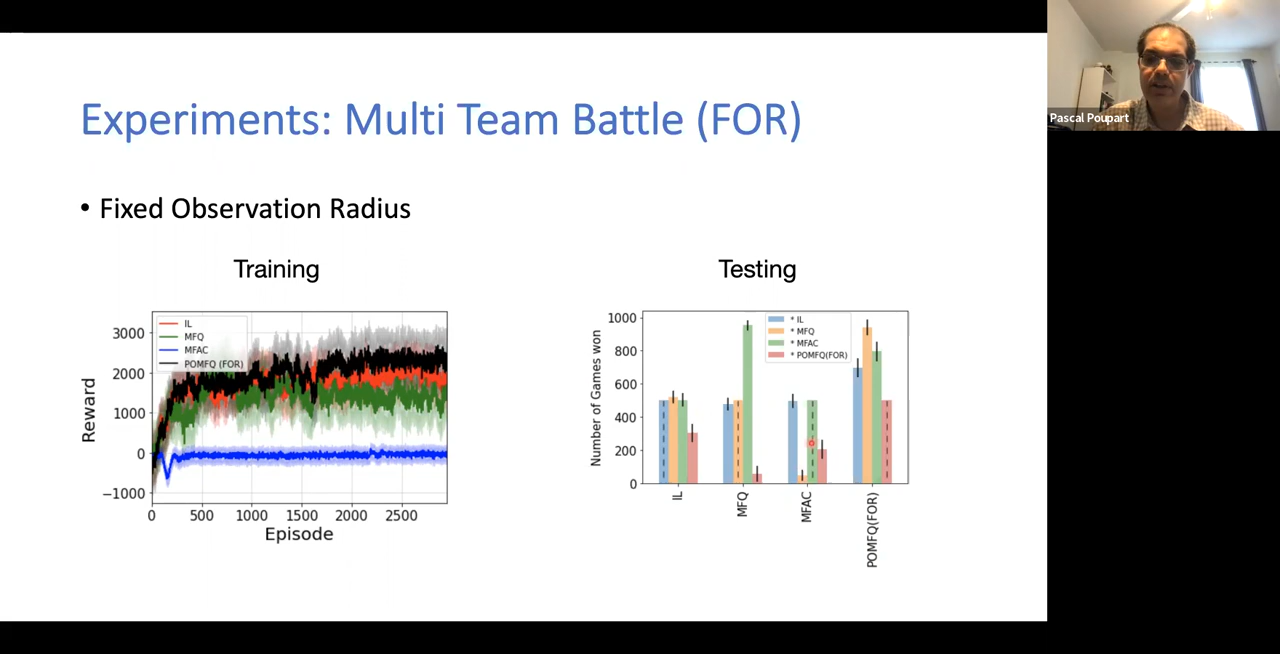 Experiments: Multi Team Battle (FOR)
Pascal Poupart
• Fixed Observation Radius
Training
Testing
IL
MFQ
MFAC
POMFQ (FOR)
3000
2000
1000
0
−1000
Reward
0
500
1000
1500
2000
2500
Episode
* IL
* MFQ
* MFAC
* POMFQ(FOR)
1000
800
600
400
200
0
Number of Games won
IL
MFQ
MFAC
POMFQ(FOR)